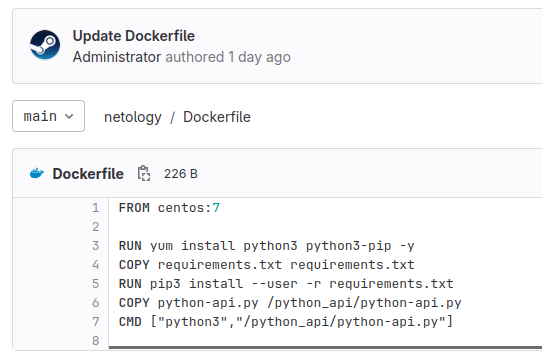 Update Dockerfile
Administrator authored 1 day ago
main netology / Dockerfile
Dockerfile 226 B
1 FROM centos:7
2
3 RUN yum install python3 python3-pip -y
4 COPY requirements.txt requirements.txt
5 RUN pip3 install --user -r requirements.txt
6 COPY python-api.py /python_api/python-api.py
7 CMD ["python3","/python_api/python-api.py"]
8